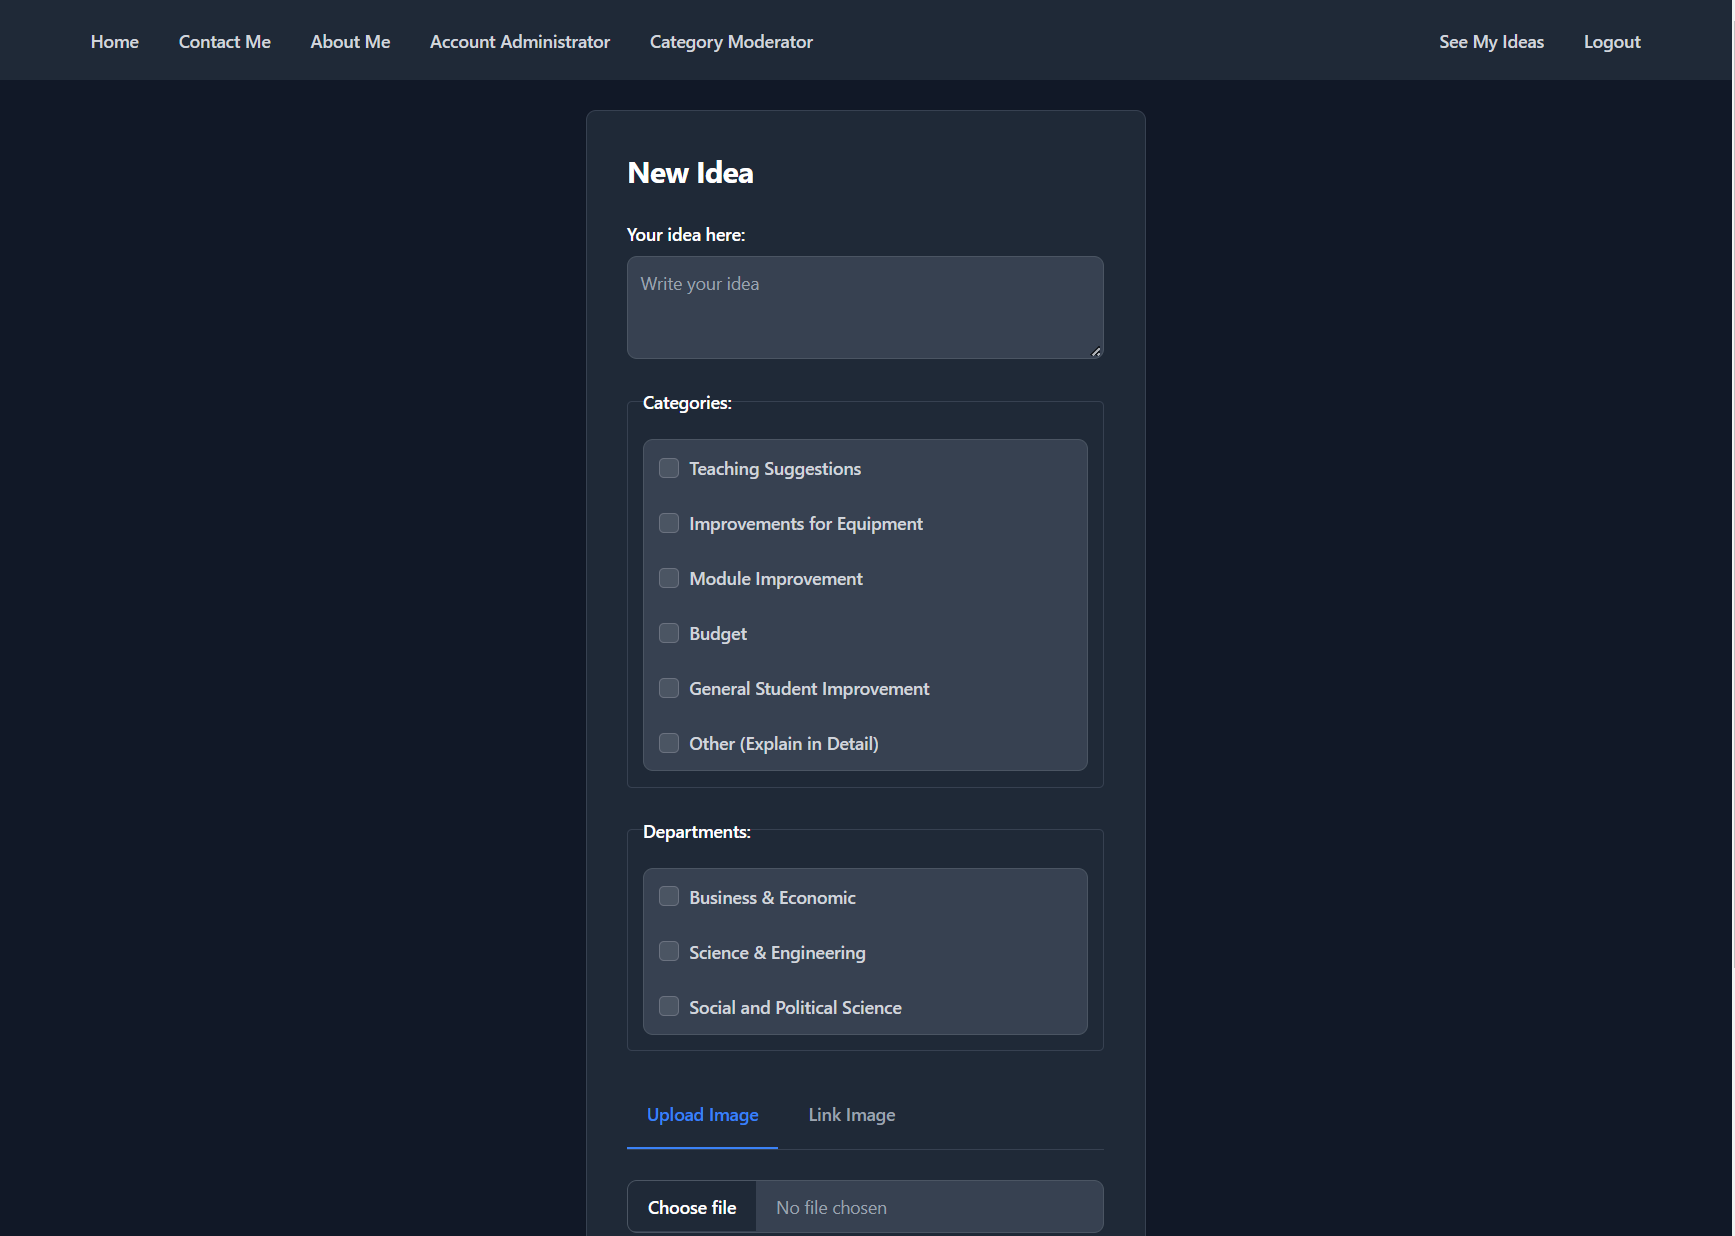 Home Contact Me About Me Account Administrator Category Moderator See My Ideas Logout
New Idea
Your idea here:
Write your idea
Categories:
Teaching Suggestions
Improvements for Equipment
Module Improvement
Budget
General Student Improvement
Other (Explain in Detail)
Departments:
Business & Economic
Science & Engineering
Social and Political Science
Upload Image Link Image
Choose file No file chosen